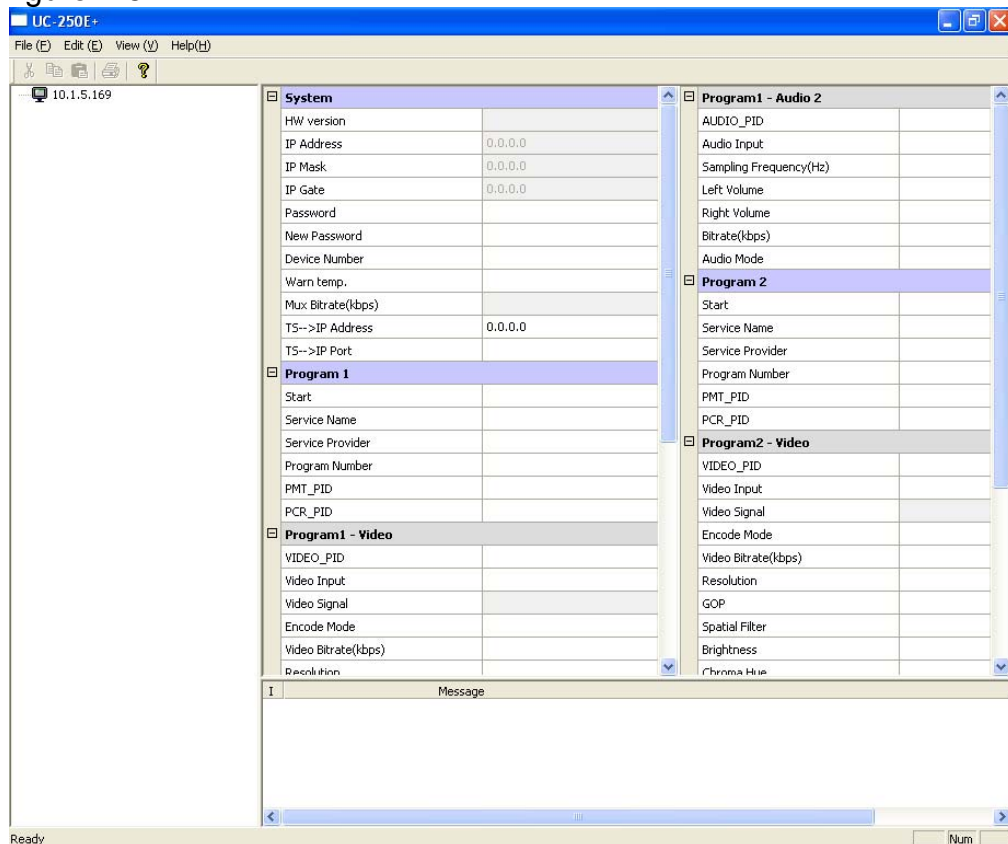 UC-250E+
File (F) Edit (E) View (V) Help(H)
10.1.5.169
System
HW version
IP Address 0.0.0.0
IP Mask 0.0.0.0
IP Gate 0.0.0.0
Password
New Password
Device Number
Warn temp.
Mux Bitrate(kbps)
TS-->IP Address 0.0.0.0
TS-->IP Port
Program 1
Start
Service Name
Service Provider
Program Number
PMT_PID
PCR_PID
Program1 - Video
VIDEO_PID
Video Input
Video Signal
Encode Mode
Video Bitrate(kbps)
Resolution
Program1 - Audio 2
AUDIO_PID
Audio Input
Sampling Frequency(Hz)
Left Volume
Right Volume
Bitrate(kbps)
Audio Mode
Program 2
Start
Service Name
Service Provider
Program Number
PMT_PID
PCR_PID
Program2 - Video
VIDEO_PID
Video Input
Video Signal
Encode Mode
Video Bitrate(kbps)
Resolution
GOP
Spatial Filter
Brightness
Chroma Hue
I Message
Ready Num